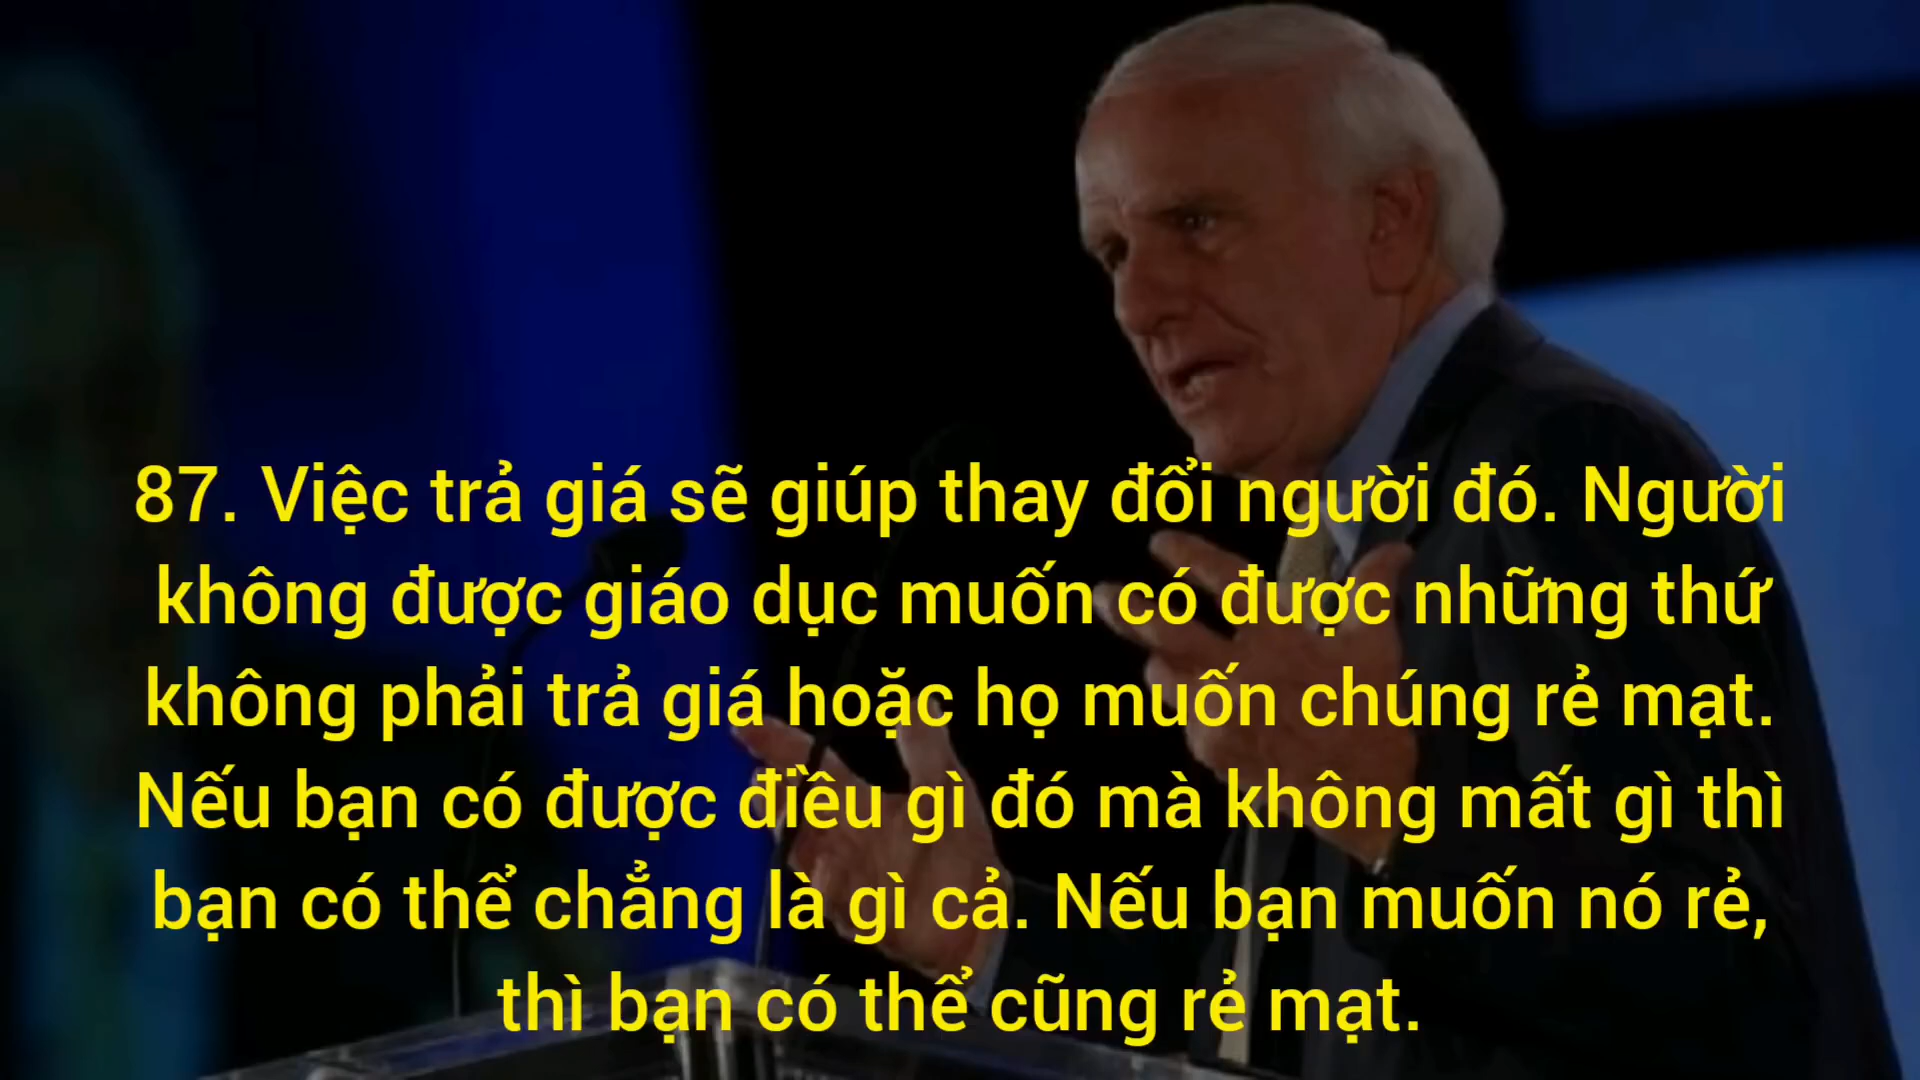 87. Việc trả giá sẽ giúp thay đổi người đó. Người
không được giáo dục muốn có được những thứ
không phải trả giá hoặc họ muốn chúng rẻ mạt.
Nếu bạn có được điều gì đó mà không mất gì thì
bạn có thể chẳng là gì cả. Nếu bạn muốn nó rẻ,
thì bạn có thể cũng rẻ mạt.